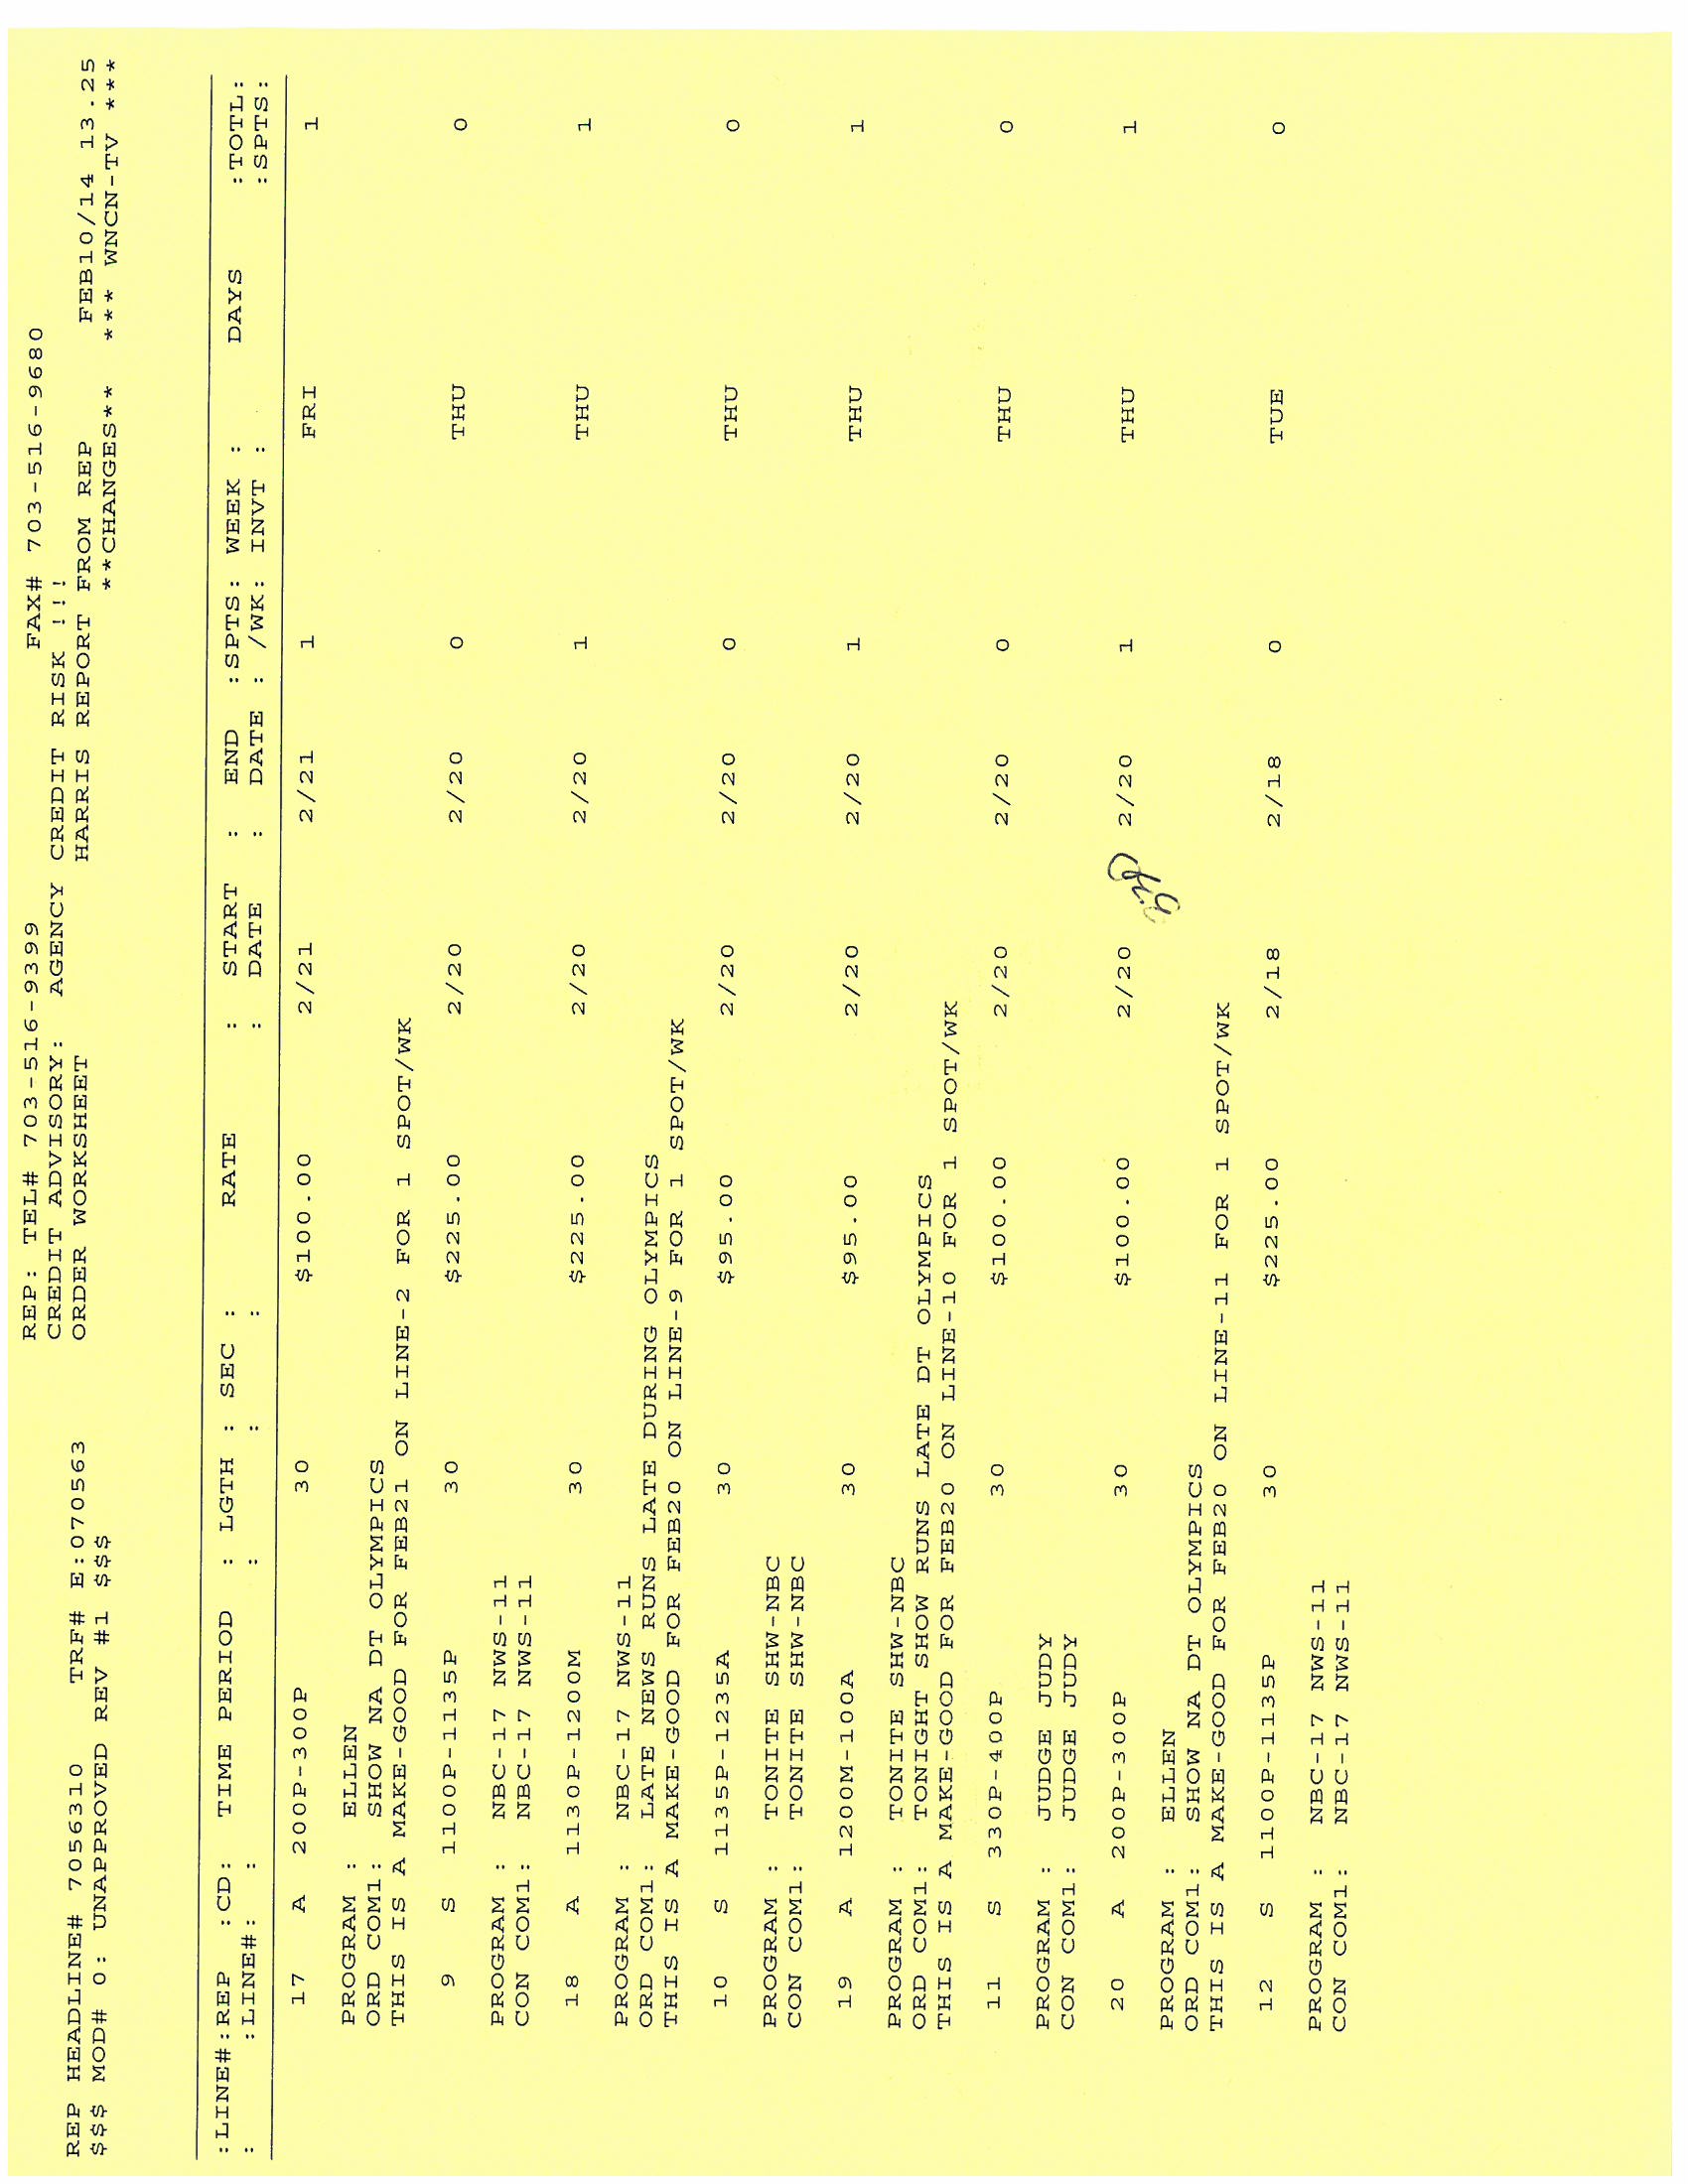 REP: TEL# 703-516-9399 FAX# 703-516-9680
CREDIT ADVISORY: AGENCY CREDIT RISK !!!
REP HEADLINE# 7056310 TRF# E:070563 ORDER WORKSHEET HARRIS REPORT FROM REP FEB10/14 13.25
$$$ MOD# 0: UNAPPROVED REV #1 $$$ **CHANGES** *** WNCN-TV ***
:LINE#:REP :CD: TIME PERIOD : LGTH : SEC : RATE : START : END :SPTS: WEEK : DAYS :TOTL:
: :LINE#: : : : : DATE : DATE : /WK: INVT : :SPTS:
17 A 200P-300P 30 $100.00 2/21 2/21 1 FRI 1
PROGRAM : ELLEN
ORD COM1: SHOW NA DT OLYMPICS
THIS IS A MAKE-GOOD FOR FEB21 ON LINE-2 FOR 1 SPOT/WK
9 S 1100P-1135P 30 $225.00 2/20 2/20 0 THU 0
PROGRAM : NBC-17 NWS-11
CON COM1: NBC-17 NWS-11
18 A 1130P-1200M 30 $225.00 2/20 2/20 1 THU 1
PROGRAM : NBC-17 NWS-11
ORD COM1: LATE NEWS RUNS LATE DURING OLYMPICS
THIS IS A MAKE-GOOD FOR FEB20 ON LINE-9 FOR 1 SPOT/WK
10 S 1135P-1235A 30 $95.00 2/20 2/20 0 THU 0
PROGRAM : TONITE SHW-NBC
CON COM1: TONITE SHW-NBC
19 A 1200M-100A 30 $95.00 2/20 2/20 1 THU 1
PROGRAM : TONITE SHW-NBC
ORD COM1: TONIGHT SHOW RUNS LATE DT OLYMPICS
THIS IS A MAKE-GOOD FOR FEB20 ON LINE-10 FOR 1 SPOT/WK
11 S 330P-400P 30 $100.00 2/20 2/20 0 THU 0
PROGRAM : JUDGE JUDY
CON COM1: JUDGE JUDY
20 A 200P-300P 30 $100.00 2/20 2/20 1 THU 1
PROGRAM : ELLEN
ORD COM1: SHOW NA DT OLYMPICS
THIS IS A MAKE-GOOD FOR FEB20 ON LINE-11 FOR 1 SPOT/WK
12 S 1100P-1135P 30 $225.00 2/18 2/18 0 TUE 0
PROGRAM : NBC-17 NWS-11
CON COM1: NBC-17 NWS-11